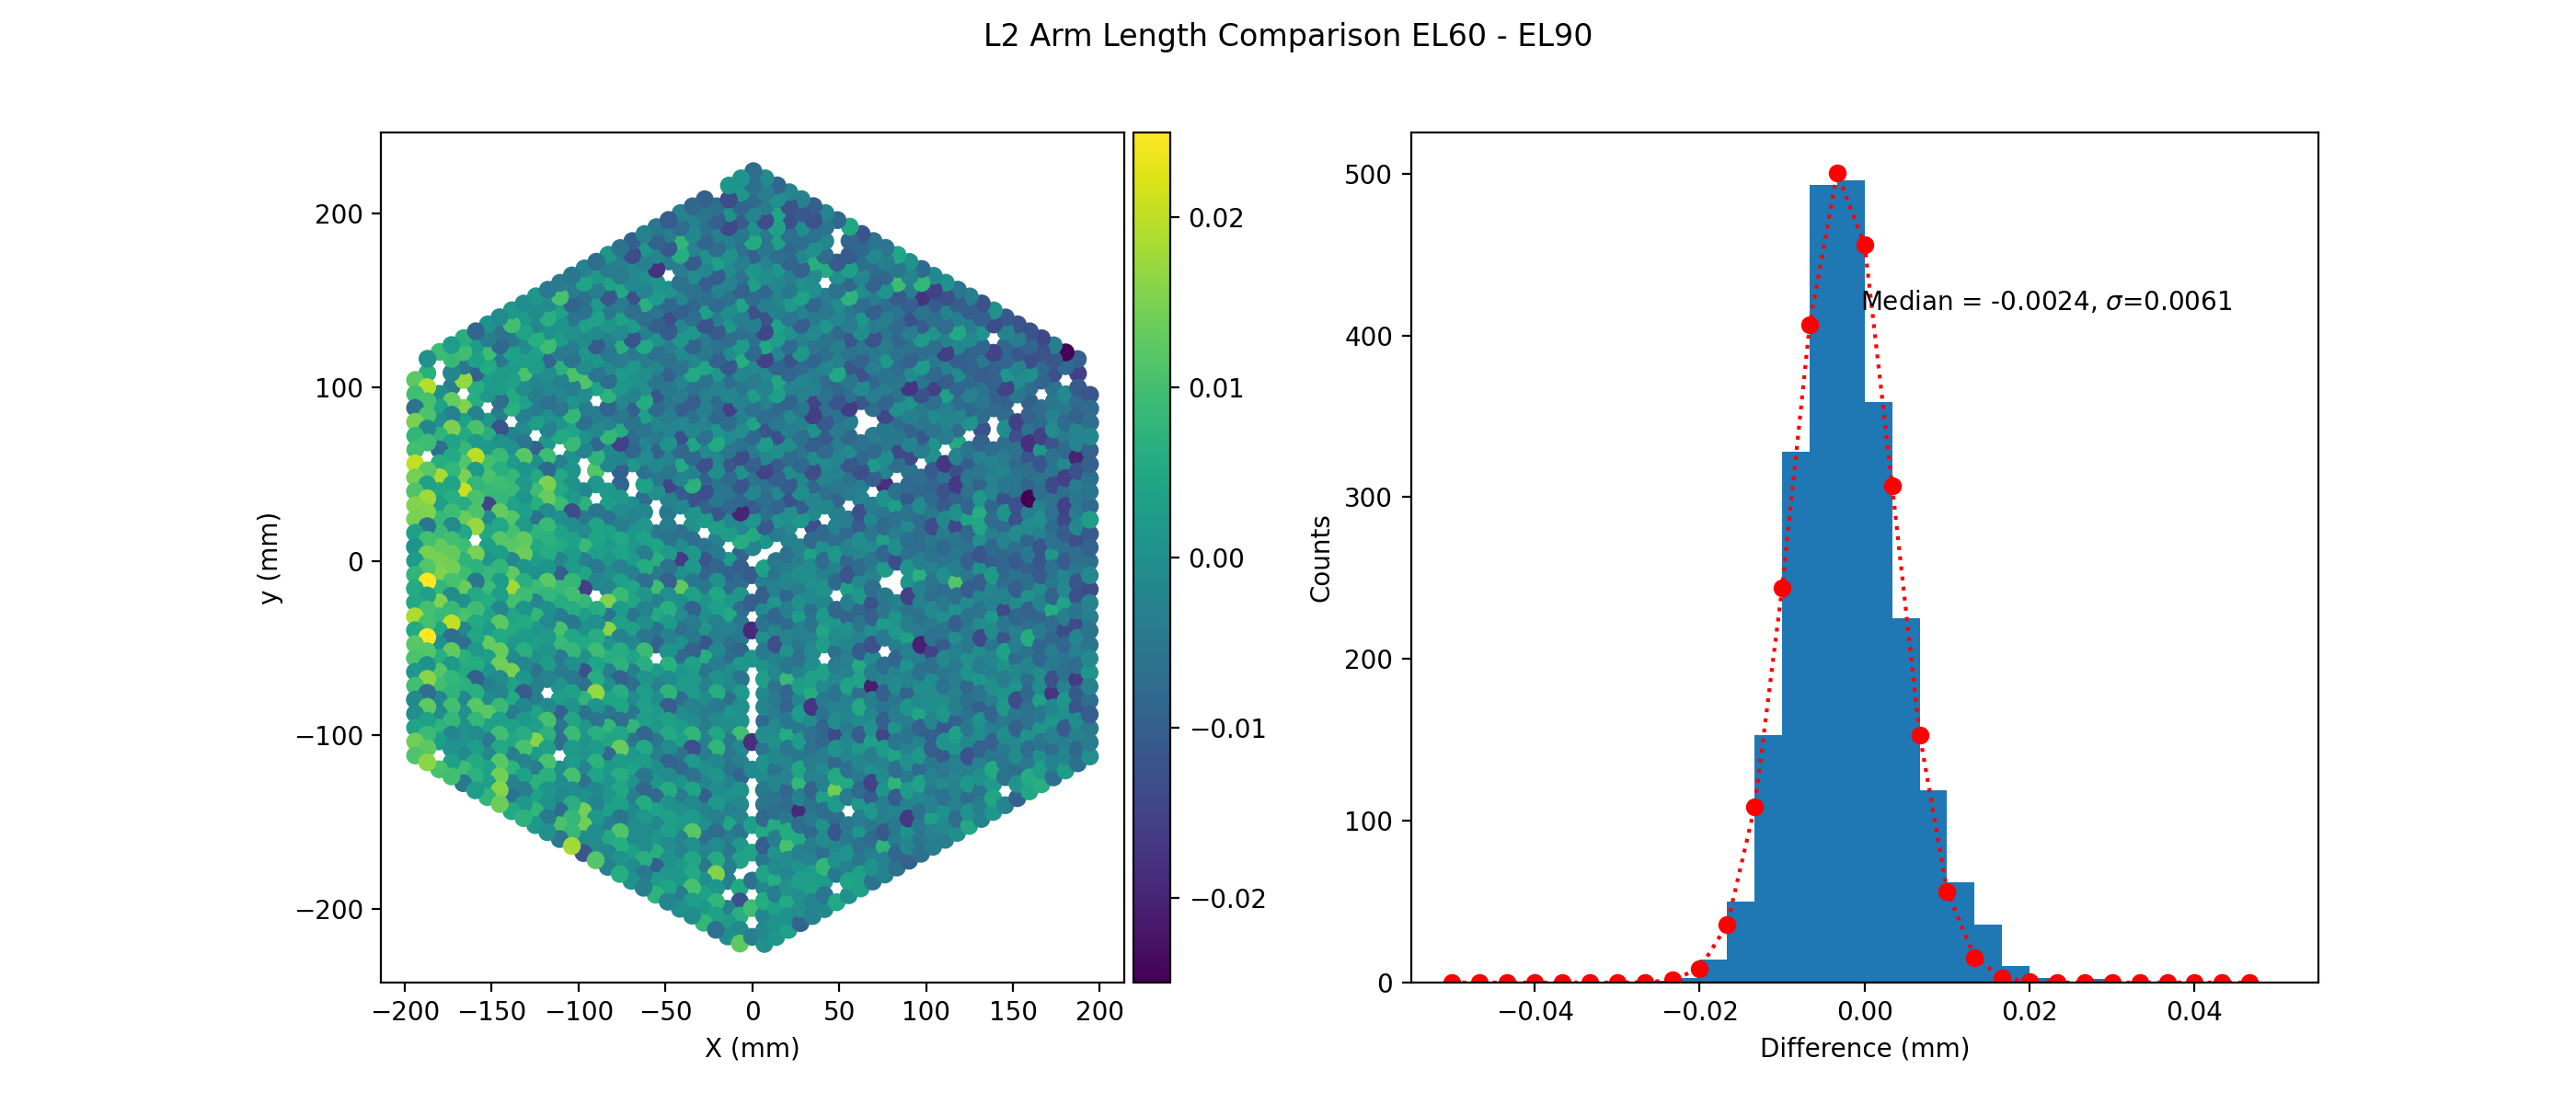 L2 Arm Length Comparison EL60 - EL90
200
100
0
−100
−200
y (mm)
−200 −150 −100 −50 0 50 100 150 200
X (mm)
0.02
0.01
0.00
−0.01
−0.02
500
400
300
200
100
0
Counts
Median = -0.0024, σ=0.0061
−0.04 −0.02 0.00 0.02 0.04
Difference (mm)